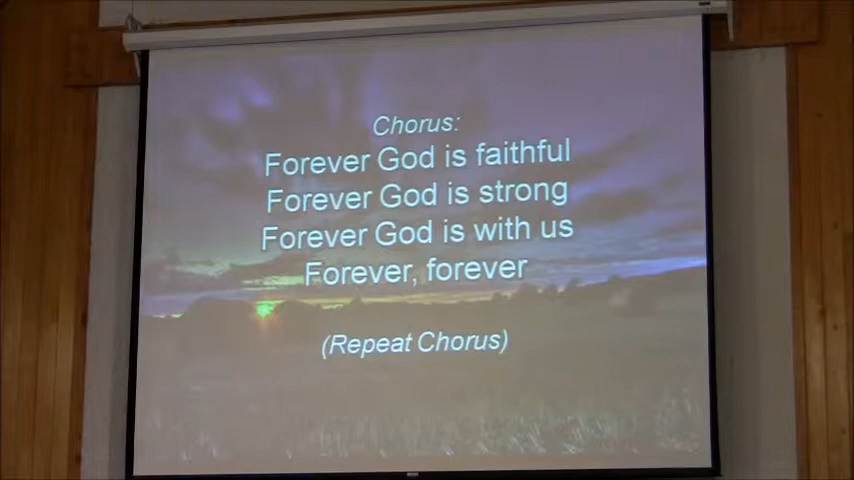 Chorus:
Forever God is faithful
Forever God is strong
Forever God is with us
Forever, forever
(Repeat Chorus)